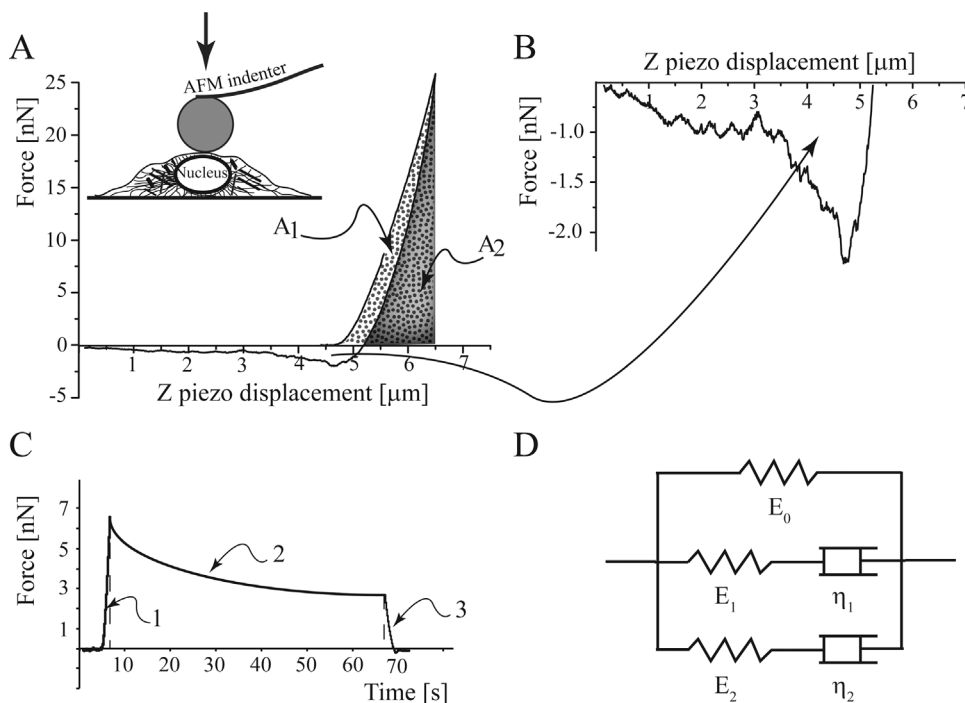 A
AFM indenter
Nucleus
Force [nN]
25
20
15
10
5
0
-5
1 2 3 4 5 6 7
Z piezo displacement [μm]
A1
A2
B
Z piezo displacement [μm]
1 2 3 4 5 6 7
Force [nN]
-1.0
-1.5
-2.0
C
Force [nN]
7
5
3
1
10 20 30 40 50 60 70
Time [s]
1
2
3
D
E0
E1
η1
E2
η2